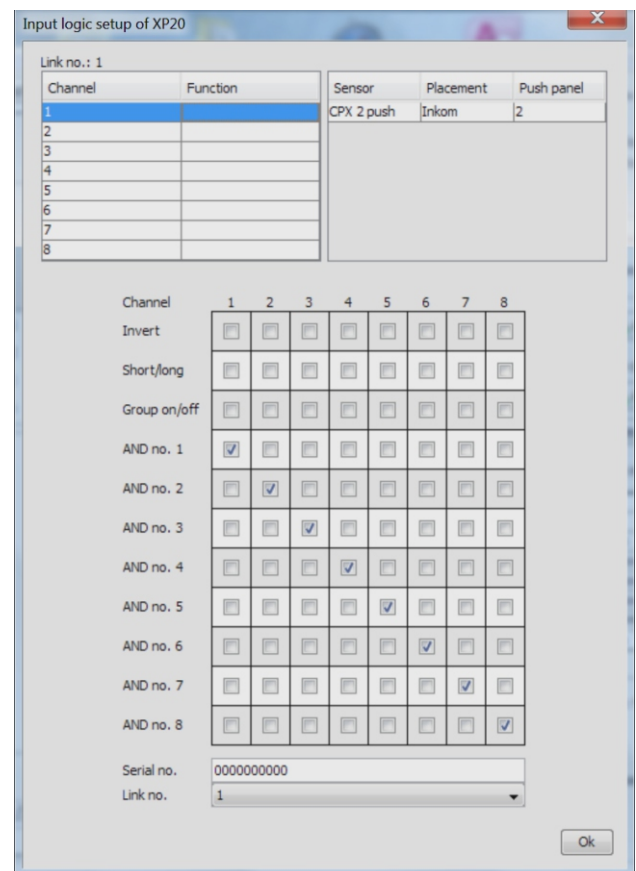 Input logic setup of XP20
Link no.: 1
Channel Function Sensor Placement Push panel
1 CPX 2 push Inkom 2
2
3
4
5
6
7
8
Channel 1 2 3 4 5 6 7 8
Invert
Short/long
Group on/off
AND no. 1
AND no. 2
AND no. 3
AND no. 4
AND no. 5
AND no. 6
AND no. 7
AND no. 8
Serial no. 0000000000
Link no. 1
Ok